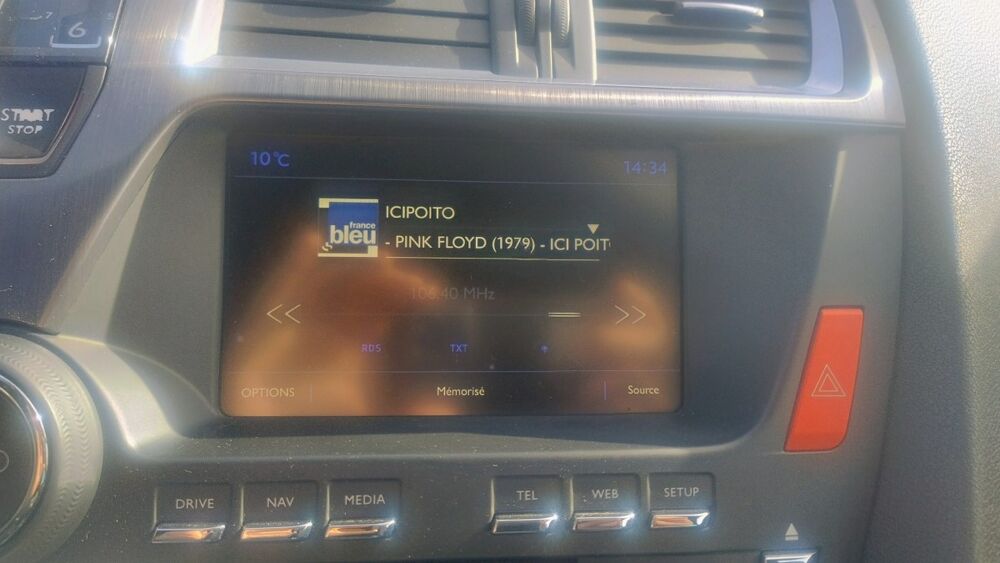 6
START
STOP
10°C
14:34
france
bleu
ICIPOITO
- PINK FLOYD (1979) - ICI POIT
106.40 MHz
RDS
TXT
OPTIONS
Mémorisé
Source
DRIVE
NAV
MEDIA
TEL
WEB
SETUP